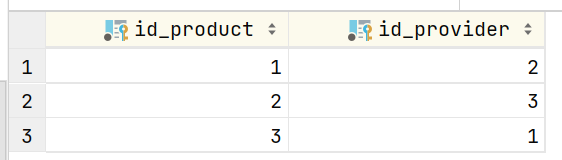 id_product id_provider
1 1 2
2 2 3
3 3 1